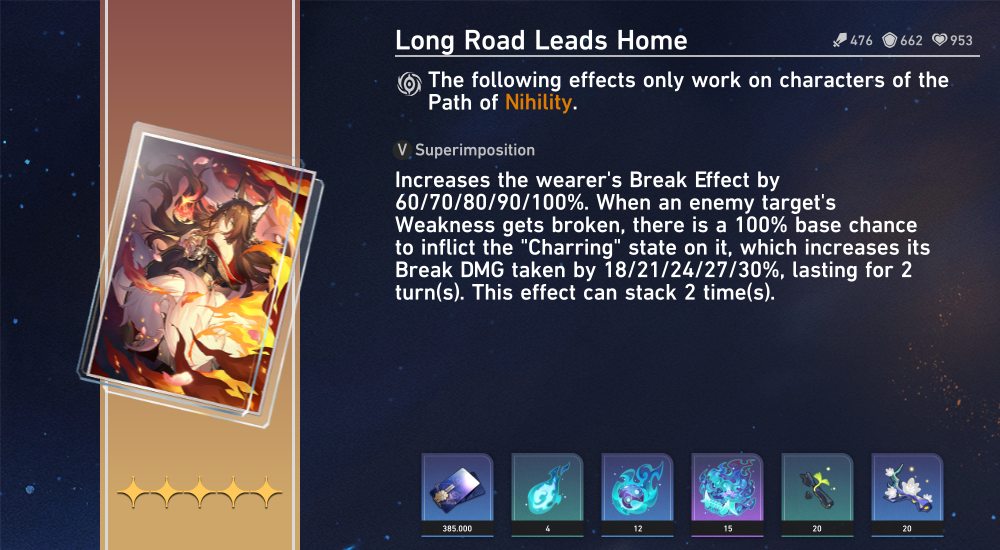 Long Road Leads Home
476 662 953
The following effects only work on characters of the
Path of Nihility.
V Superimposition
Increases the wearer's Break Effect by
60/70/80/90/100%. When an enemy target's
Weakness gets broken, there is a 100% base chance
to inflict the "Charring" state on it, which increases its
Break DMG taken by 18/21/24/27/30%, lasting for 2
turn(s). This effect can stack 2 time(s).
385.000 4 12 15 20 20